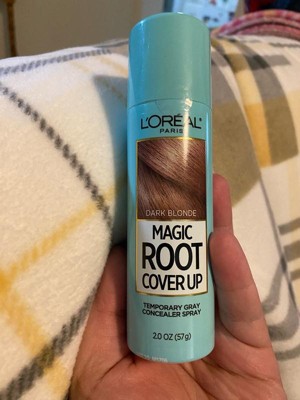 L'ORÉAL
PARIS
DARK BLONDE
MAGIC
ROOT
COVER UP
TEMPORARY GRAY
CONCEALER SPRAY
2.0 OZ (57g)